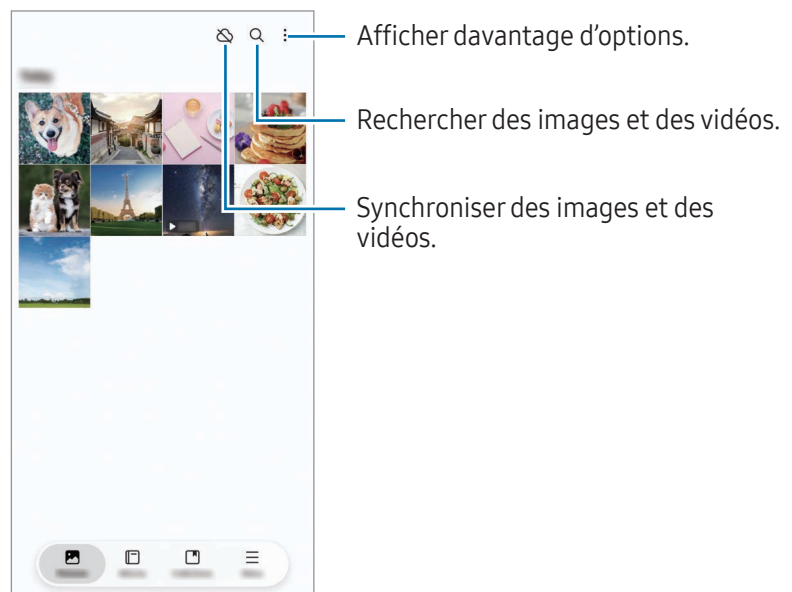 Afficher davantage d'options.
Rechercher des images et des vidéos.
Synchroniser des images et des
vidéos.